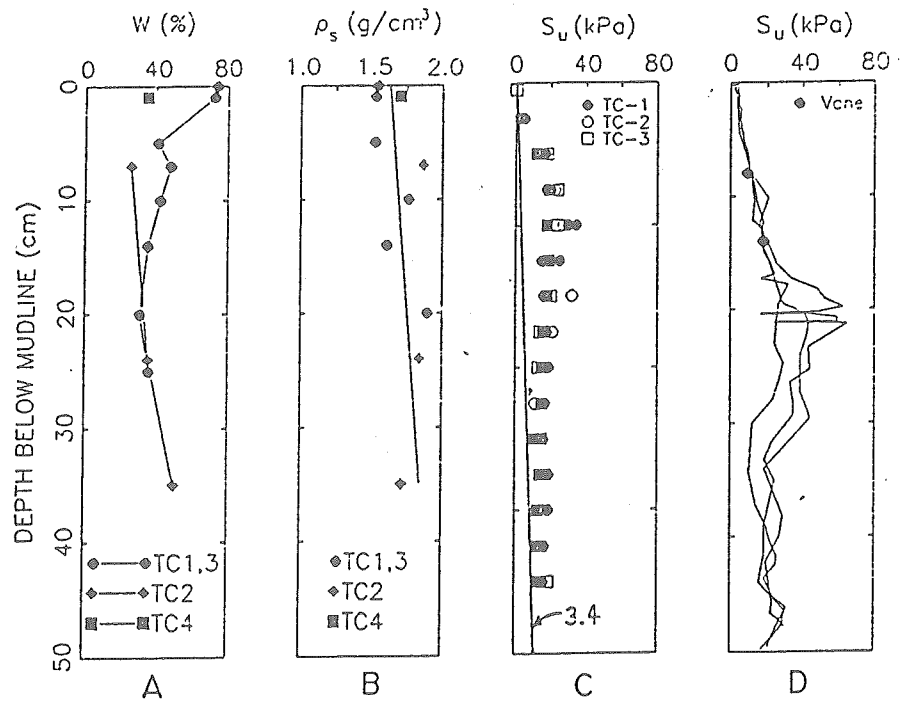 W (%)
ρs (g/cm³)
Su (kPa)
Su (kPa)
0 40 80
1.0 1.5 2.0
0 40 80
0 40 80
0
10
20
30
40
50
DEPTH BELOW MUDLINE (cm)
TC1,3
TC2
TC4
TC1,3
TC2
TC4
TC-1
TC-2
TC-3
3.4
Vane
A
B
C
D